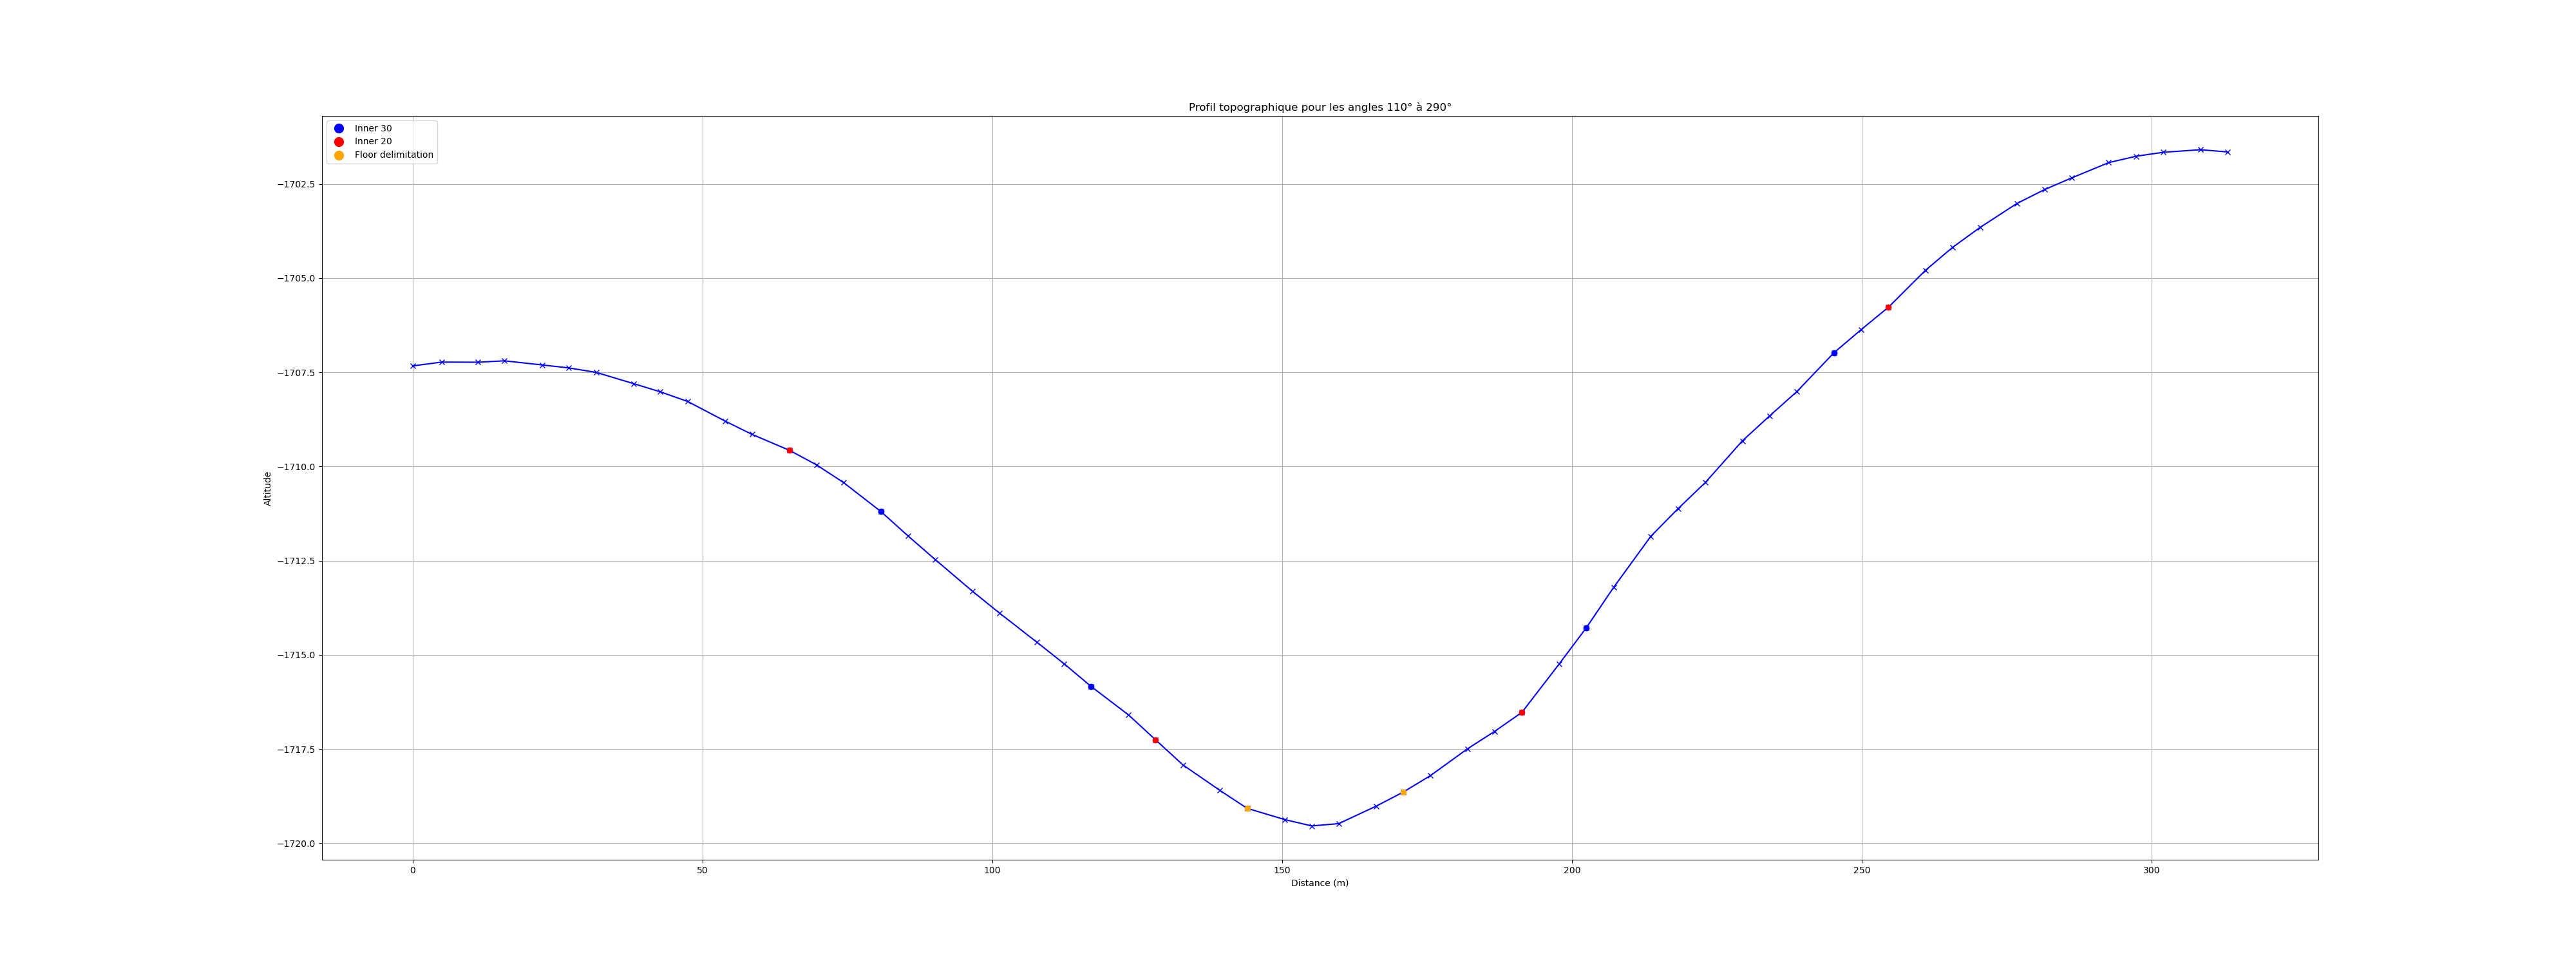 Profil topographique pour les angles 110° à 290°
Inner 30
Inner 20
Floor delimitation
−1702.5
−1705.0
−1707.5
−1710.0
−1712.5
−1715.0
−1717.5
−1720.0
Altitude
0 50 100 150 200 250 300
Distance (m)